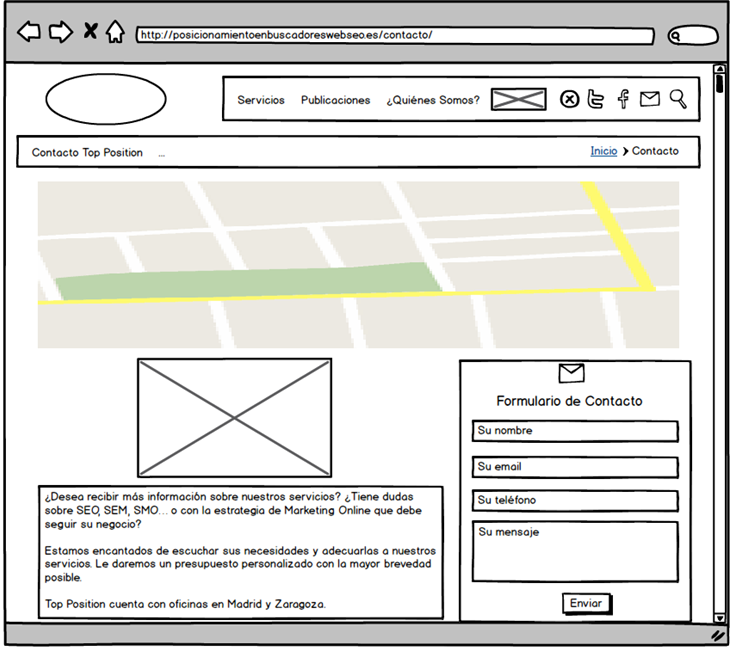 http://posicionamientoenbuscadoreswebseo.es/contacto/
Servicios Publicaciones ¿Quiénes Somos?
Contacto Top Position ... Inicio > Contacto
Formulario de Contacto
Su nombre
Su email
Su teléfono
Su mensaje
Enviar
¿Desea recibir más información sobre nuestros servicios? ¿Tiene dudas
sobre SEO, SEM, SMO... o con la estrategia de Marketing Online que debe
seguir su negocio?
Estamos encantados de escuchar sus necesidades y adecuarlas a nuestros
servicios. Le daremos un presupuesto personalizado con la mayor brevedad
posible.
Top Position cuenta con oficinas en Madrid y Zaragoza.